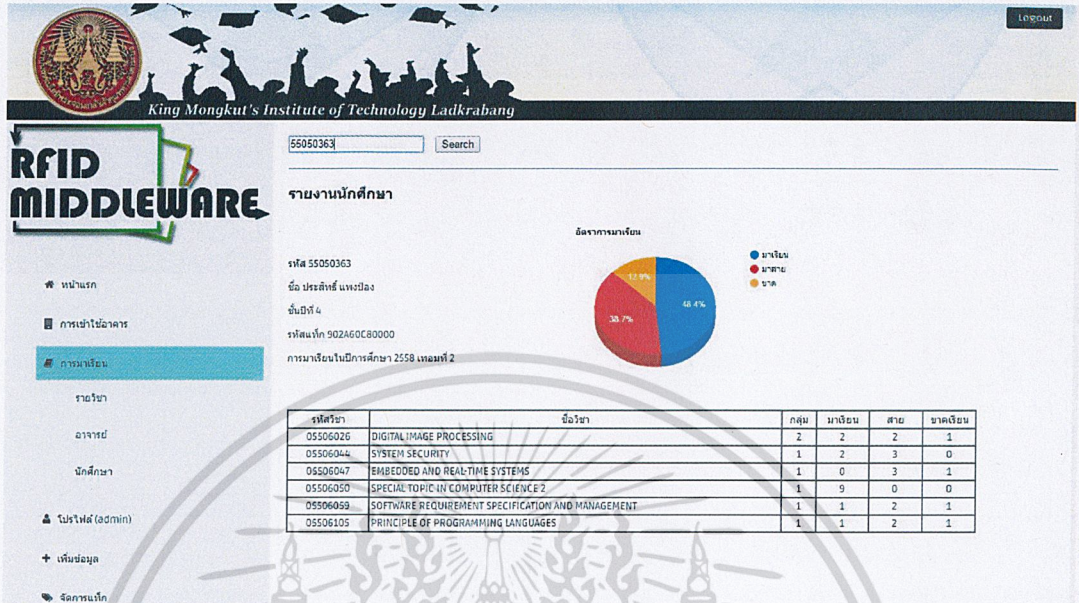 Logout
King Mongkut's Institute of Technology Ladkrabang
RFID
MIDDLEWARE
55050363 Search
รายงานนักศึกษา
อัตราการมาเรียน
มาเรียน
มาสาย
ขาด
12.9%
48.4%
38.7%
รหัส 55050363
ชื่อ ประสิทธิ์ แพงป้อง
ชั้นปีที่ 4
รหัสแท็ก 902A60C80000
การมาเรียนในปีการศึกษา 2558 เทอมที่ 2
หน้าแรก
การเข้าใช้อาคาร
การมาเรียน
รายวิชา
อาจารย์
นักศึกษา
โปรไฟล์ (admin)
เพิ่มข้อมูล
จัดการแท็ก
รหัสวิชา ชื่อวิชา กลุ่ม มาเรียน สาย ขาดเรียน
05506026 DIGITAL IMAGE PROCESSING 2 2 2 1
05506044 SYSTEM SECURITY 1 2 3 0
05506047 EMBEDDED AND REAL-TIME SYSTEMS 1 0 3 1
05506050 SPECIAL TOPIC IN COMPUTER SCIENCE 2 1 9 0 0
05506059 SOFTWARE REQUIREMENT SPECIFICATION AND MANAGEMENT 1 1 2 1
05506105 PRINCIPLE OF PROGRAMMING LANGUAGES 1 1 2 1